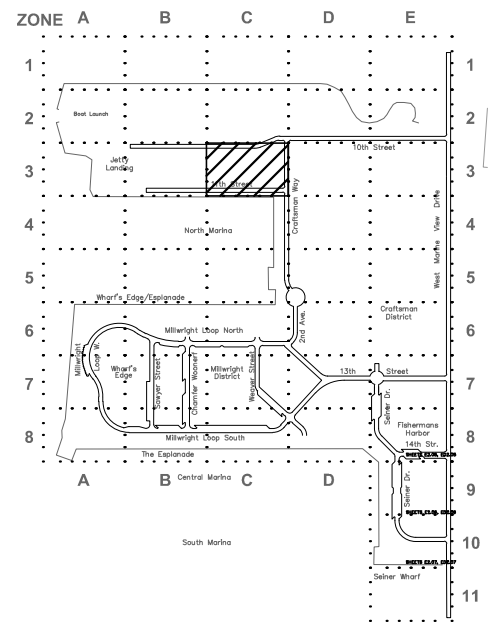 ZONE A B C D E
1 1
2 2
Boat Launch
10th Street
3 3
Jetty
Landing
11th Street
Craftsman Way
West Marine View Drive
4 4
North Marina
5 5
Wharf's Edge/Esplanade
Craftsman
District
6 6
Millwright Loop North
2nd Ave.
Millwright
Loop W.
Wharf's
Edge
Sawyer Street
Chamfer Woonerf
Millwright
District
Weaver Street
13th Street
7 7
Seiner Dr.
Fishermans
Harbor
8 8
Millwright Loop South
14th Str.
The Esplanade
A B C D
Central Marina
Seiner Dr.
9 9
South Marina
10 10
Seiner Wharf
11